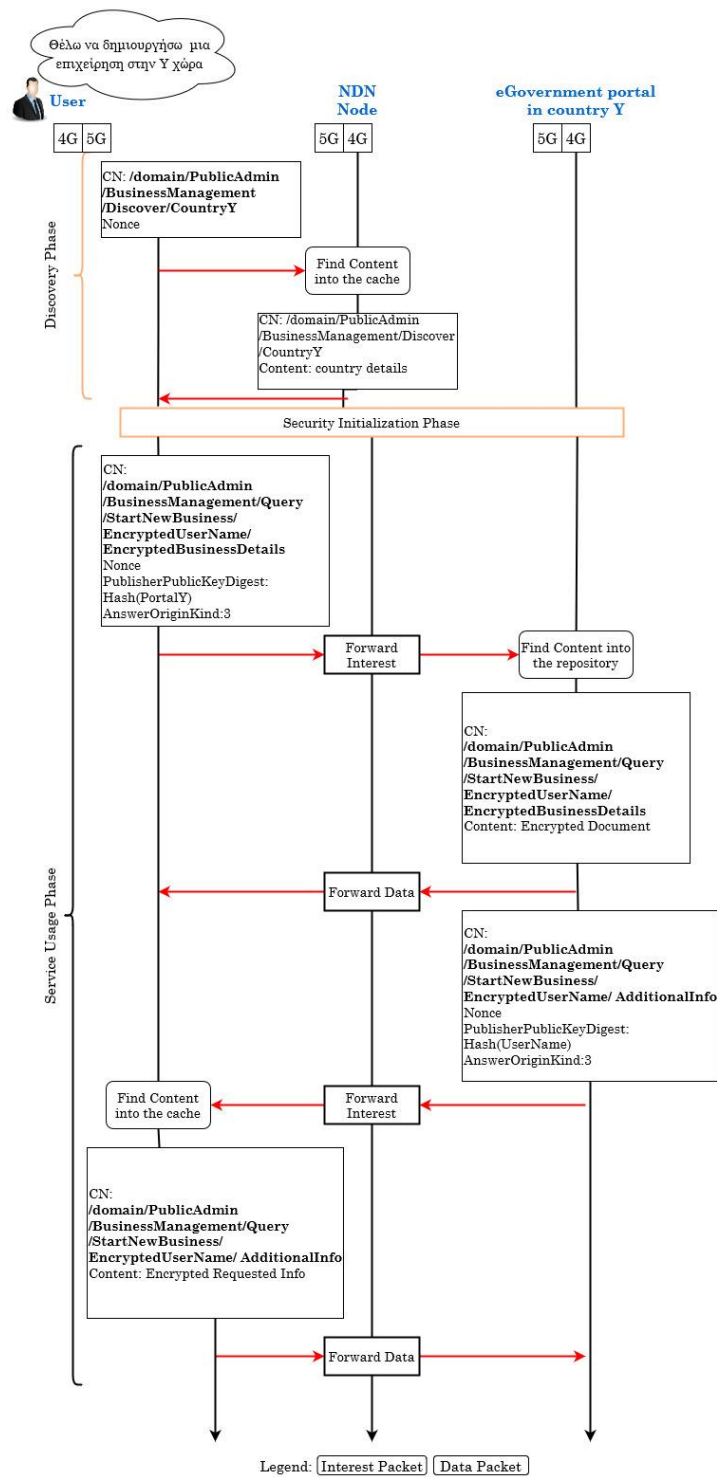 Θέλω να δημιουργήσω μια
επιχείρηση στην Υ χώρα
User
NDN
Node
eGovernment portal
in country Y
4G 5G
5G 4G
5G 4G
Discovery Phase
CN: /domain/PublicAdmin
/BusinessManagement
/Discover/CountryY
Nonce
Find Content
into the cache
CN: /domain/PublicAdmin
/BusinessManagement/Discover
/CountryY
Content: country details
Security Initialization Phase
Service Usage Phase
CN:
/domain/PublicAdmin
/BusinessManagement/Query
/StartNewBusiness/
EncryptedUserName/
EncryptedBusinessDetails
Nonce
PublisherPublicKeyDigest:
Hash(PortalY)
AnswerOriginKind:3
Forward
Interest
Find Content into
the repository
CN:
/domain/PublicAdmin
/BusinessManagement/Query
/StartNewBusiness/
EncryptedUserName/
EncryptedBusinessDetails
Content: Encrypted Document
Forward Data
CN:
/domain/PublicAdmin
/BusinessManagement/Query
/StartNewBusiness/
EncryptedUserName/ AdditionalInfo
Nonce
PublisherPublicKeyDigest:
Hash(UserName)
AnswerOriginKind:3
Find Content
into the cache
Forward
Interest
CN:
/domain/PublicAdmin
/BusinessManagement/Query
/StartNewBusiness/
EncryptedUserName/ AdditionalInfo
Content: Encrypted Requested Info
Forward Data
Legend: Interest Packet Data Packet